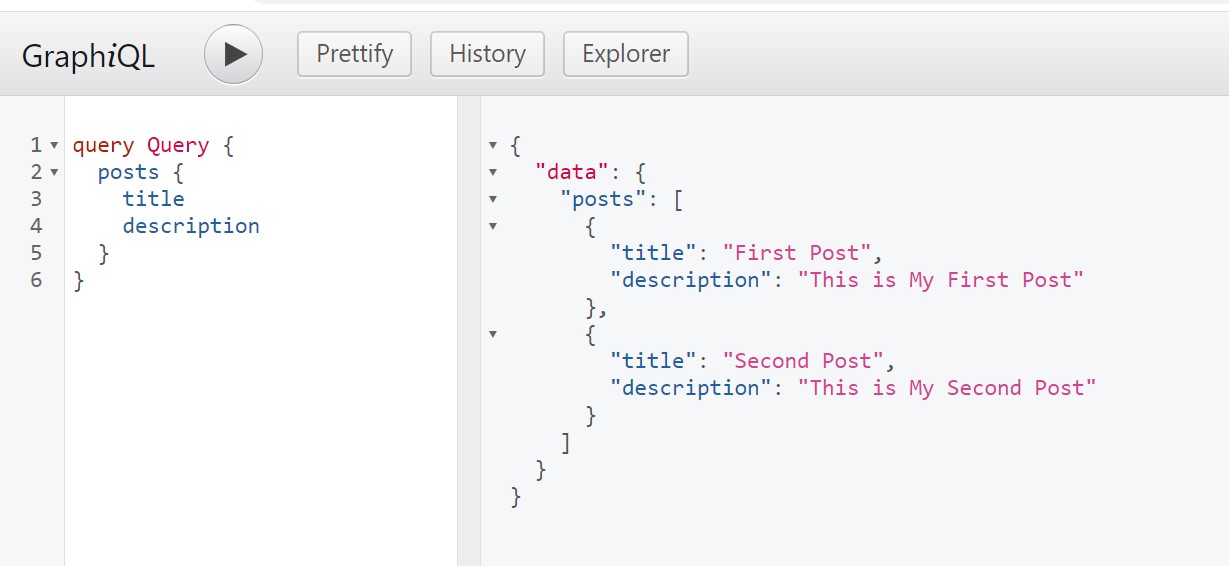 GraphiQL Prettify History Explorer
1 query Query {
2 posts {
3 title
4 description
5 }
6 }
{
"data": {
"posts": [
{
"title": "First Post",
"description": "This is My First Post"
},
{
"title": "Second Post",
"description": "This is My Second Post"
}
]
}
}